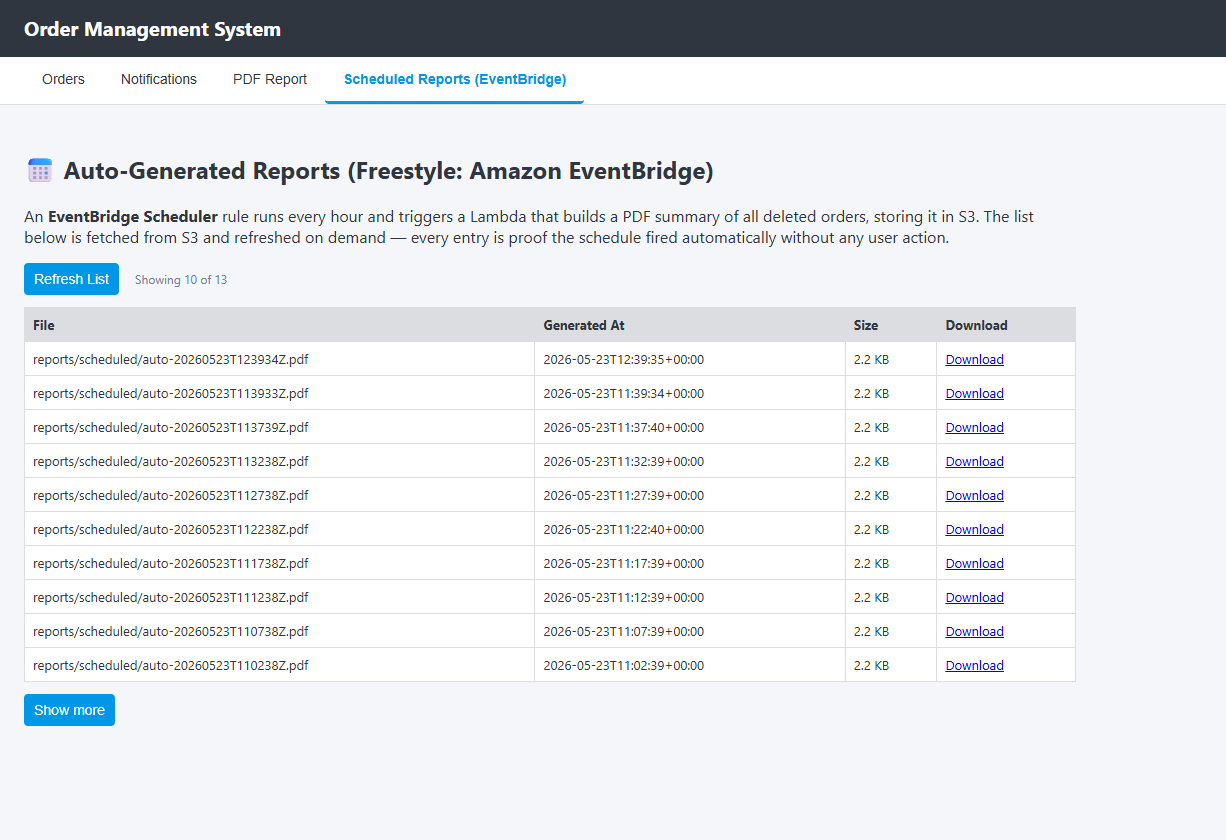 Order Management System
Orders Notifications PDF Report Scheduled Reports (EventBridge)
Auto-Generated Reports (Freestyle: Amazon EventBridge)
An EventBridge Scheduler rule runs every hour and triggers a Lambda that builds a PDF summary of all deleted orders, storing it in S3. The list
below is fetched from S3 and refreshed on demand — every entry is proof the schedule fired automatically without any user action.
Refresh List Showing 10 of 13
File Generated At Size Download
reports/scheduled/auto-20260523T123934Z.pdf 2026-05-23T12:39:35+00:00 2.2 KB Download
reports/scheduled/auto-20260523T113933Z.pdf 2026-05-23T11:39:34+00:00 2.2 KB Download
reports/scheduled/auto-20260523T113739Z.pdf 2026-05-23T11:37:40+00:00 2.2 KB Download
reports/scheduled/auto-20260523T113238Z.pdf 2026-05-23T11:32:39+00:00 2.2 KB Download
reports/scheduled/auto-20260523T112738Z.pdf 2026-05-23T11:27:39+00:00 2.2 KB Download
reports/scheduled/auto-20260523T112238Z.pdf 2026-05-23T11:22:40+00:00 2.2 KB Download
reports/scheduled/auto-20260523T111738Z.pdf 2026-05-23T11:17:39+00:00 2.2 KB Download
reports/scheduled/auto-20260523T111238Z.pdf 2026-05-23T11:12:39+00:00 2.2 KB Download
reports/scheduled/auto-20260523T110738Z.pdf 2026-05-23T11:07:39+00:00 2.2 KB Download
reports/scheduled/auto-20260523T110238Z.pdf 2026-05-23T11:02:39+00:00 2.2 KB Download
Show more